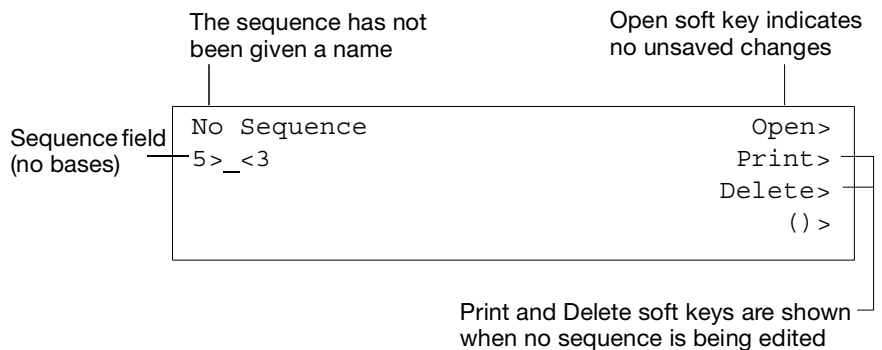 The sequence has not
been given a name
Open soft key indicates
no unsaved changes
Sequence field
(no bases)
No Sequence
Open>
5>_<3
Print>
Delete>
()>
Print and Delete soft keys are shown
when no sequence is being edited